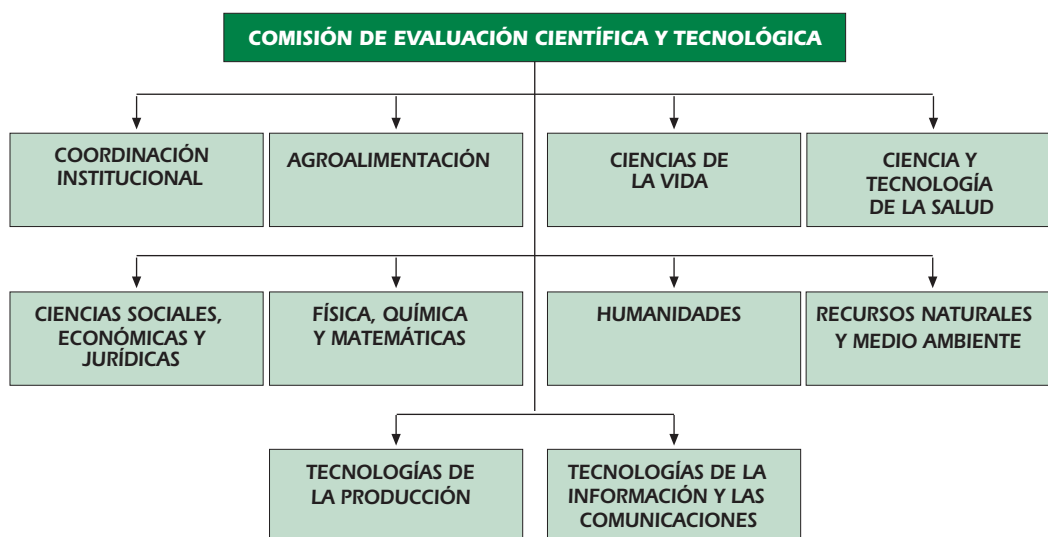 COMISIÓN DE EVALUACIÓN CIENTÍFICA Y TECNOLÓGICA
COORDINACIÓN
INSTITUCIONAL
AGROALIMENTACIÓN
CIENCIAS DE
LA VIDA
CIENCIA Y
TECNOLOGÍA
DE LA SALUD
CIENCIAS SOCIALES,
ECONÓMICAS Y
JURÍDICAS
FÍSICA, QUÍMICA
Y MATEMÁTICAS
HUMANIDADES
RECURSOS NATURALES
Y MEDIO AMBIENTE
TECNOLOGÍAS DE
LA PRODUCCIÓN
TECNOLOGÍAS DE LA
INFORMACIÓN Y LAS
COMUNICACIONES